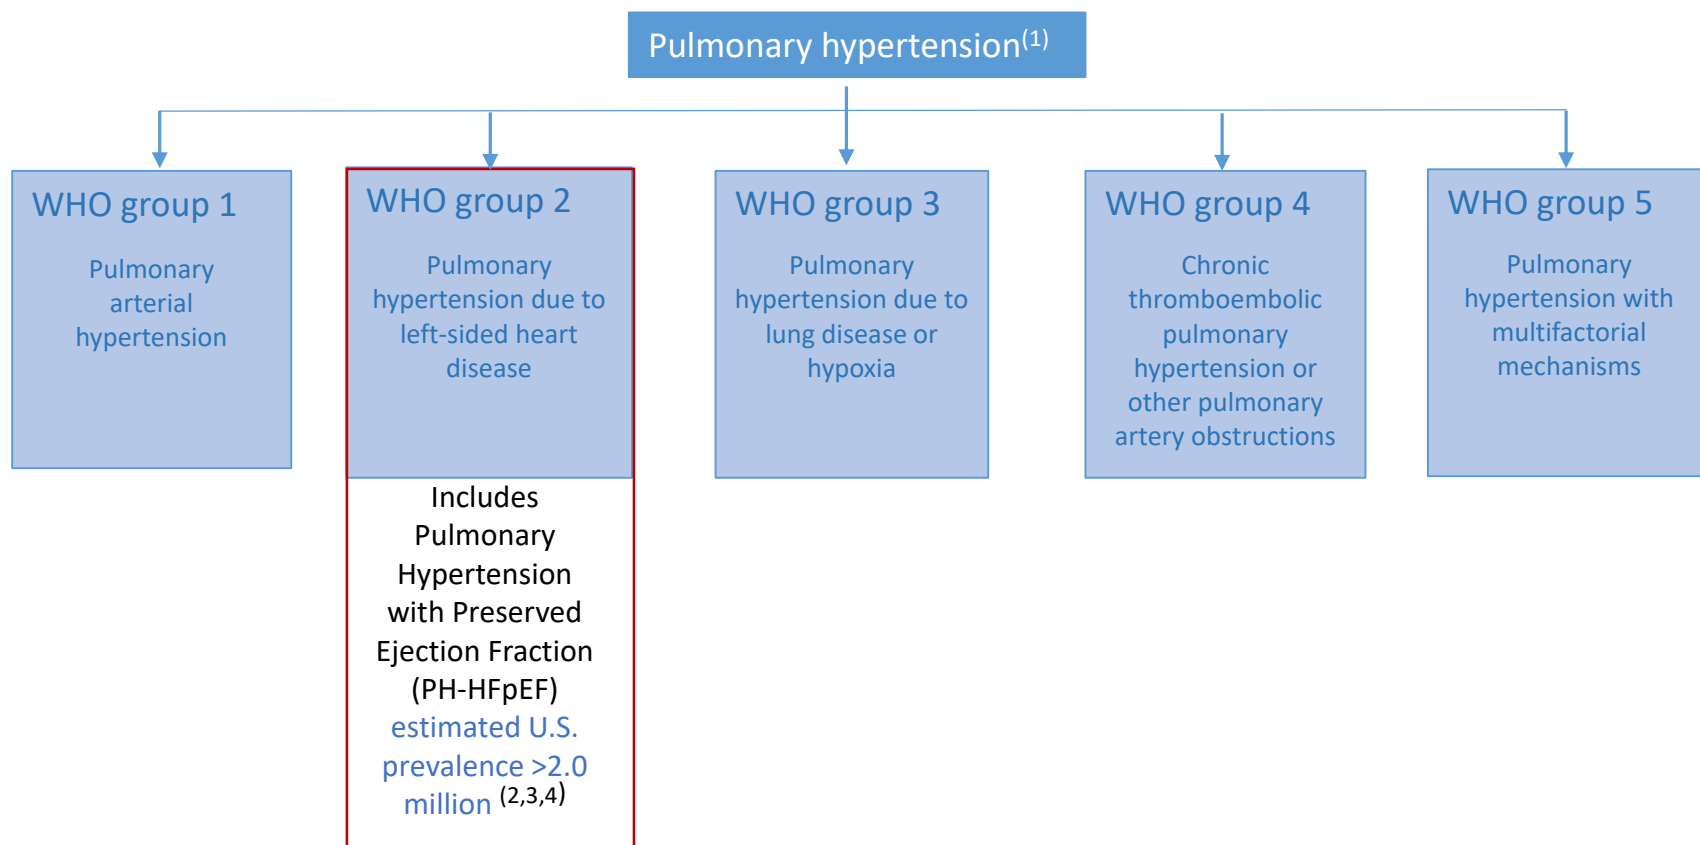 Pulmonary hypertension(1)
WHO group 1
Pulmonary
arterial
hypertension
WHO group 2
Pulmonary
hypertension due to
left-sided heart
disease
Includes
Pulmonary
Hypertension
with Preserved
Ejection Fraction
(PH-HFpEF)
estimated U.S.
prevalence >2.0
million (2,3,4)
WHO group 3
Pulmonary
hypertension due to
lung disease or
hypoxia
WHO group 4
Chronic
thromboembolic
pulmonary
hypertension or
other pulmonary
artery obstructions
WHO group 5
Pulmonary
hypertension with
multifactorial
mechanisms